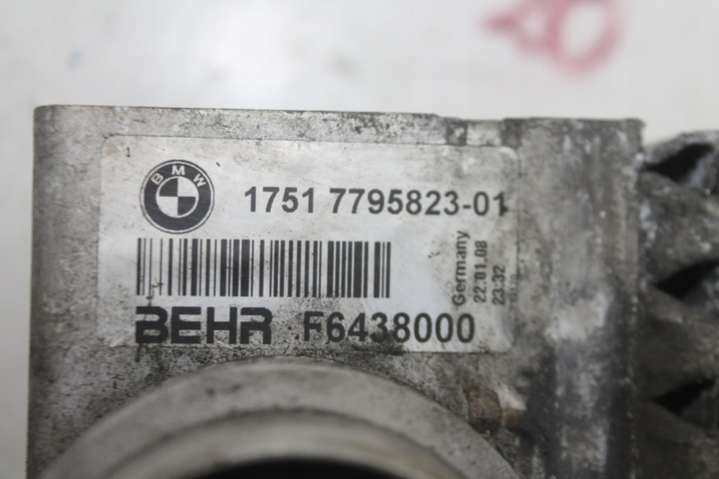 BMW
1751 7795823-01
Germany
22.01.08
23:32
BEHR F6438000